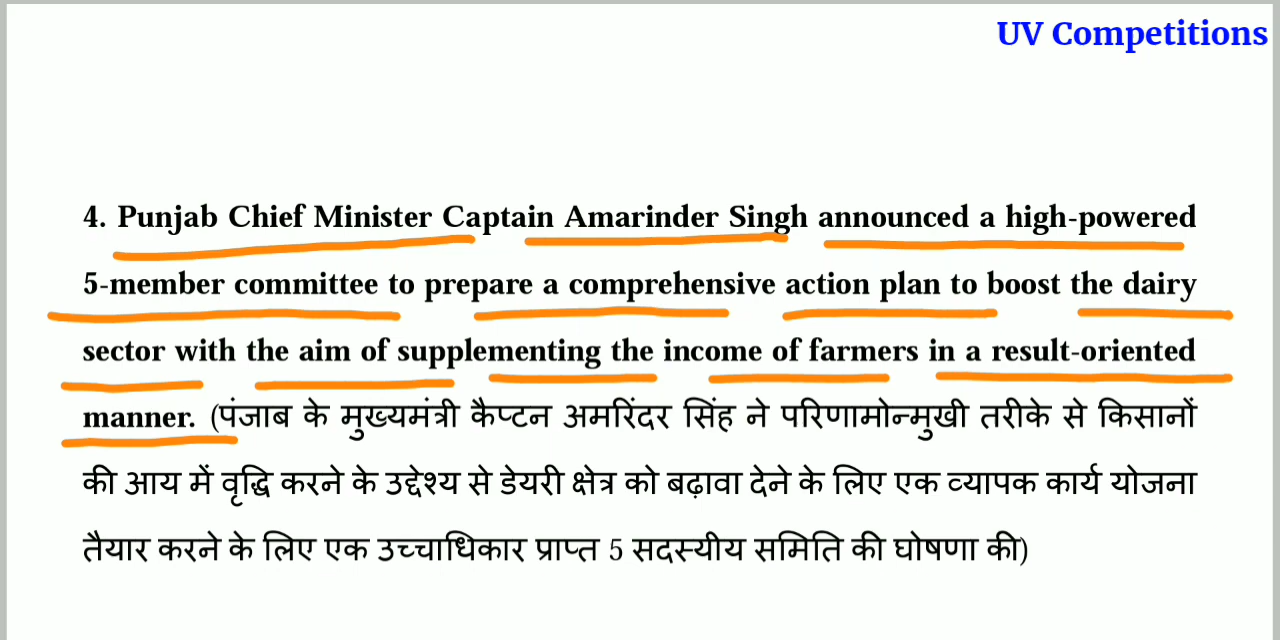 UV Competitions
4. Punjab Chief Minister Captain Amarinder Singh announced a high-powered
5-member committee to prepare a comprehensive action plan to boost the dairy
sector with the aim of supplementing the income of farmers in a result-oriented
manner. (पंजाब के मुख्यमंत्री कैप्टन अमरिंदर सिंह ने परिणामोन्मुखी तरीके से किसानों
की आय में वृद्धि करने के उद्देश्य से डेयरी क्षेत्र को बढ़ावा देने के लिए एक व्यापक कार्य योजना
तैयार करने के लिए एक उच्चाधिकार प्राप्त 5 सदस्यीय समिति की घोषणा की)